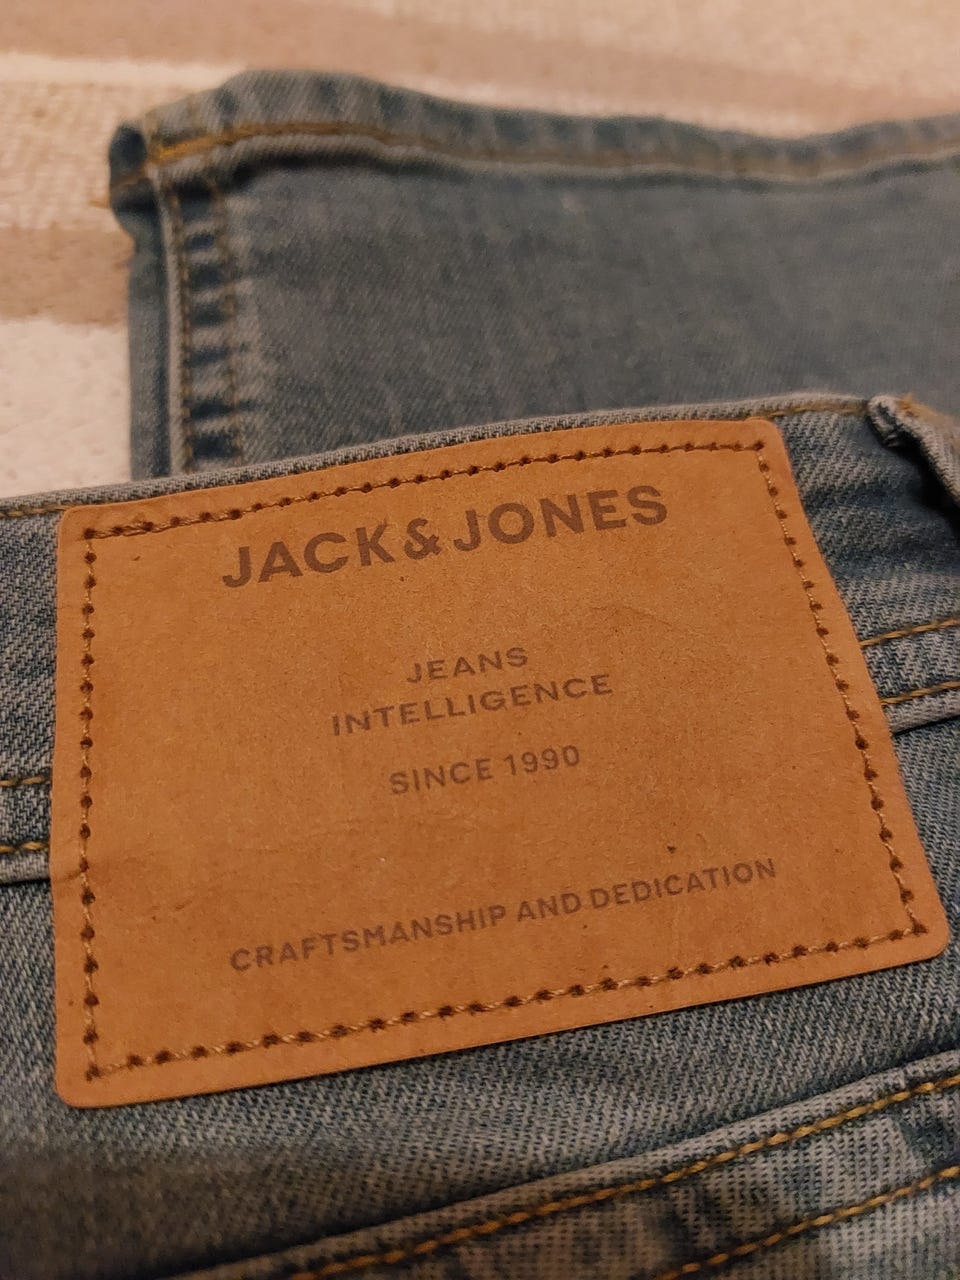 JACK & JONES
JEANS
INTELLIGENCE
SINCE 1990
CRAFTSMANSHIP AND DEDICATION